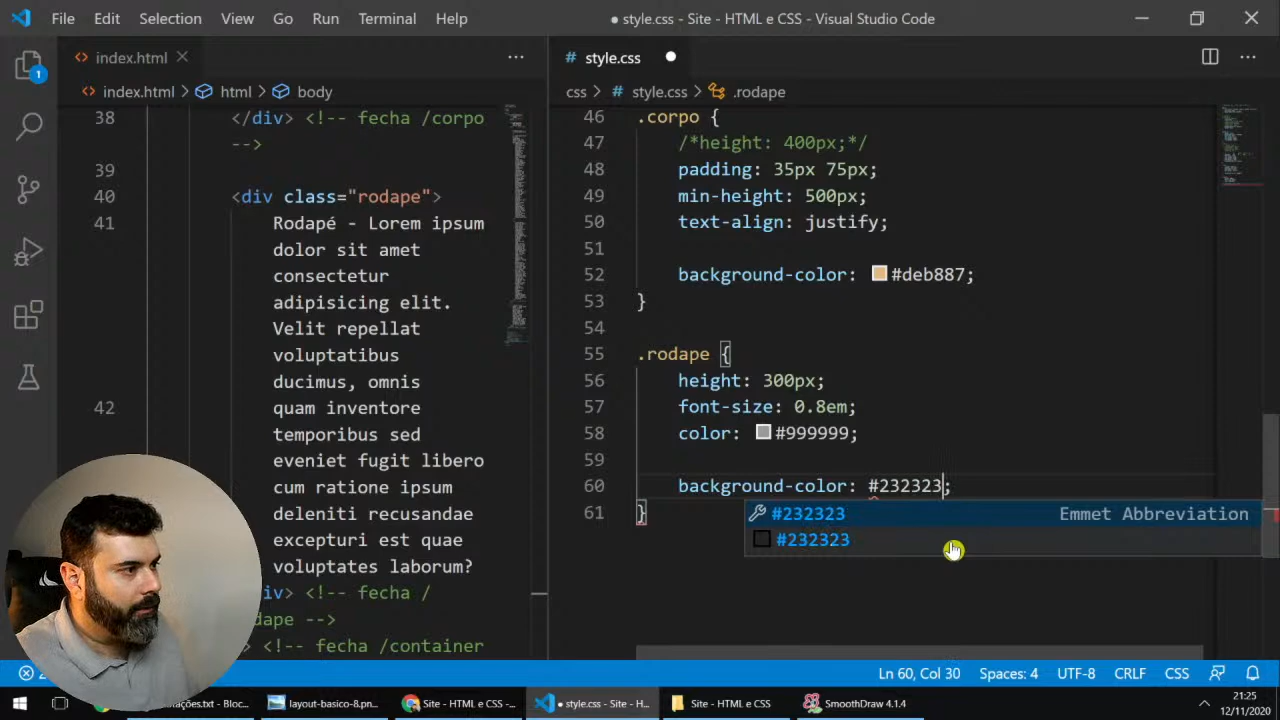 File Edit Selection View Go Run Terminal Help
● style.css - Site - HTML e CSS - Visual Studio Code
index.html
style.css
1
index.html > html > body
css > # style.css > .rodape
38 </div> <!-- fecha /corpo
-->
39
40 <div class="rodape">
41 Rodapé - Lorem ipsum
dolor sit amet
consectetur
adipisicing elit.
Velit repellat
voluptatibus
ducimus, omnis
42 quam inventore
temporibus sed
eveniet fugit libero
cum ratione ipsum
deleniti recusandae
excepturi est quae
voluptates laborum?
div> <!-- fecha /
dape -->
> <!-- fecha /container
46 .corpo {
47 /*height: 400px;*/
48 padding: 35px 75px;
49 min-height: 500px;
50 text-align: justify;
51
52 background-color: #deb887;
53 }
54
55 .rodape {
56 height: 300px;
57 font-size: 0.8em;
58 color: #999999;
59
60 background-color: #232323;
61 }
#232323 Emmet Abbreviation
#232323
Ln 60, Col 30 Spaces: 4 UTF-8 CRLF CSS
tações.txt - Bloc...
layout-basico-8.pn...
Site - HTML e CSS -...
● style.css - Site - H...
Site - HTML e CSS
SmoothDraw 4.1.4
21:25
12/11/2020